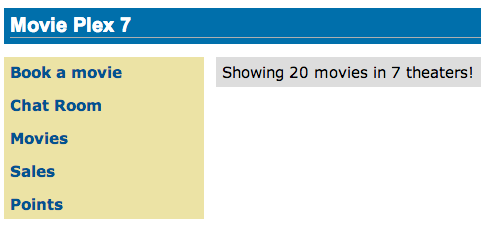 Movie Plex 7
Book a movie
Chat Room
Movies
Sales
Points
Showing 20 movies in 7 theaters!